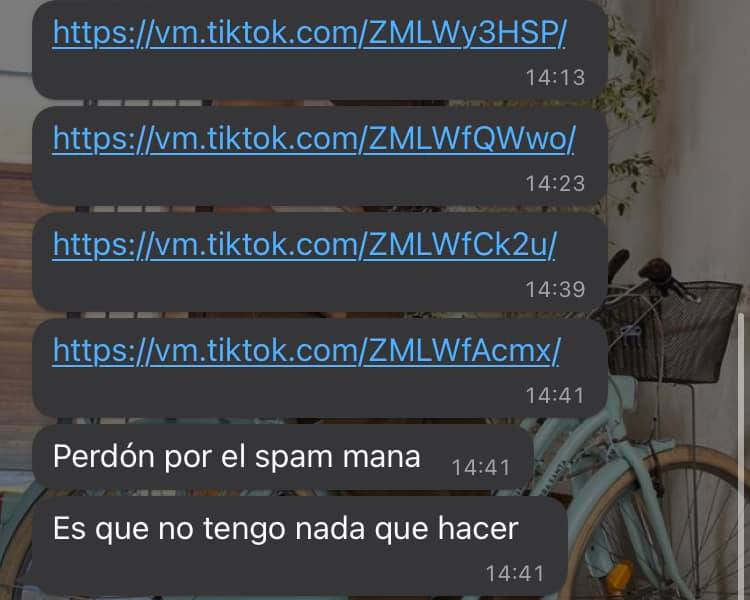 https://vm.tiktok.com/ZMLWy3HSP/
14:13
https://vm.tiktok.com/ZMLWfQWwo/
14:23
https://vm.tiktok.com/ZMLWfCk2u/
14:39
https://vm.tiktok.com/ZMLWfAcmx/
14:41
Perdón por el spam mana 14:41
Es que no tengo nada que hacer
14:41